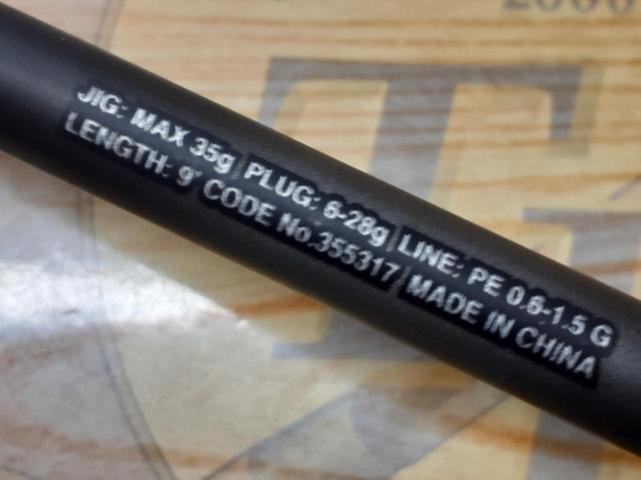 JIG: MAX 35g | PLUG: 6-28g | LINE: PE 0.6-1.5 G
LENGTH: 9' CODE No.355317 | MADE IN CHINA